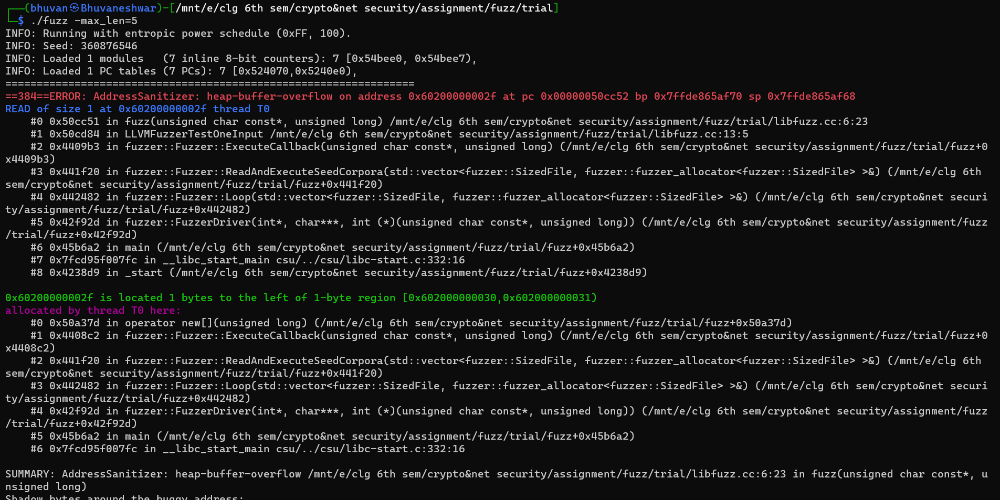 ┌──(bhuvan㉿Bhuvaneshwar)-[/mnt/e/clg 6th sem/crypto&net security/assignment/fuzz/trial]
└─$ ./fuzz -max_len=5
INFO: Running with entropic power schedule (0xFF, 100).
INFO: Seed: 360876546
INFO: Loaded 1 modules   (7 inline 8-bit counters): 7 [0x54bee0, 0x54bee7),
INFO: Loaded 1 PC tables (7 PCs): 7 [0x524070,0x5240e0),
=================================================================
==384==ERROR: AddressSanitizer: heap-buffer-overflow on address 0x60200000002f at pc 0x00000050cc52 bp 0x7ffde865af70 sp 0x7ffde865af68
READ of size 1 at 0x60200000002f thread T0
    #0 0x50cc51 in fuzz(unsigned char const*, unsigned long) /mnt/e/clg 6th sem/crypto&net security/assignment/fuzz/trial/libfuzz.cc:6:23
    #1 0x50cd84 in LLVMFuzzerTestOneInput /mnt/e/clg 6th sem/crypto&net security/assignment/fuzz/trial/libfuzz.cc:13:5
    #2 0x4409b3 in fuzzer::Fuzzer::ExecuteCallback(unsigned char const*, unsigned long) (/mnt/e/clg 6th sem/crypto&net security/assignment/fuzz/trial/fuzz+0
x4409b3)
    #3 0x441f20 in fuzzer::Fuzzer::ReadAndExecuteSeedCorpora(std::vector<fuzzer::SizedFile, fuzzer::fuzzer_allocator<fuzzer::SizedFile> >&) (/mnt/e/clg 6th
sem/crypto&net security/assignment/fuzz/trial/fuzz+0x441f20)
    #4 0x442482 in fuzzer::Fuzzer::Loop(std::vector<fuzzer::SizedFile, fuzzer::fuzzer_allocator<fuzzer::SizedFile> >&) (/mnt/e/clg 6th sem/crypto&net securi
ty/assignment/fuzz/trial/fuzz+0x442482)
    #5 0x42f92d in fuzzer::FuzzerDriver(int*, char***, int (*)(unsigned char const*, unsigned long)) (/mnt/e/clg 6th sem/crypto&net security/assignment/fuzz
/trial/fuzz+0x42f92d)
    #6 0x45b6a2 in main (/mnt/e/clg 6th sem/crypto&net security/assignment/fuzz/trial/fuzz+0x45b6a2)
    #7 0x7fcd95f007fc in __libc_start_main csu/../csu/libc-start.c:332:16
    #8 0x4238d9 in _start (/mnt/e/clg 6th sem/crypto&net security/assignment/fuzz/trial/fuzz+0x4238d9)

0x60200000002f is located 1 bytes to the left of 1-byte region [0x602000000030,0x602000000031)
allocated by thread T0 here:
    #0 0x50a37d in operator new[](unsigned long) (/mnt/e/clg 6th sem/crypto&net security/assignment/fuzz/trial/fuzz+0x50a37d)
    #1 0x4408c2 in fuzzer::Fuzzer::ExecuteCallback(unsigned char const*, unsigned long) (/mnt/e/clg 6th sem/crypto&net security/assignment/fuzz/trial/fuzz+0
x4408c2)
    #2 0x441f20 in fuzzer::Fuzzer::ReadAndExecuteSeedCorpora(std::vector<fuzzer::SizedFile, fuzzer::fuzzer_allocator<fuzzer::SizedFile> >&) (/mnt/e/clg 6th
sem/crypto&net security/assignment/fuzz/trial/fuzz+0x441f20)
    #3 0x442482 in fuzzer::Fuzzer::Loop(std::vector<fuzzer::SizedFile, fuzzer::fuzzer_allocator<fuzzer::SizedFile> >&) (/mnt/e/clg 6th sem/crypto&net securi
ty/assignment/fuzz/trial/fuzz+0x442482)
    #4 0x42f92d in fuzzer::FuzzerDriver(int*, char***, int (*)(unsigned char const*, unsigned long)) (/mnt/e/clg 6th sem/crypto&net security/assignment/fuzz
/trial/fuzz+0x42f92d)
    #5 0x45b6a2 in main (/mnt/e/clg 6th sem/crypto&net security/assignment/fuzz/trial/fuzz+0x45b6a2)
    #6 0x7fcd95f007fc in __libc_start_main csu/../csu/libc-start.c:332:16

SUMMARY: AddressSanitizer: heap-buffer-overflow /mnt/e/clg 6th sem/crypto&net security/assignment/fuzz/trial/libfuzz.cc:6:23 in fuzz(unsigned char const*, u
nsigned long)
Shadow bytes around the buggy address: